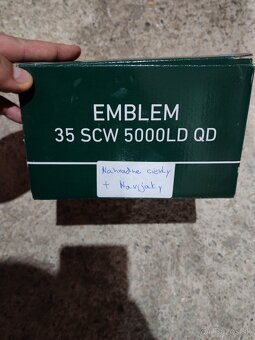 EMBLEM
35 SCW 5000LD QD
Náhradné cievky
+ Navijaky